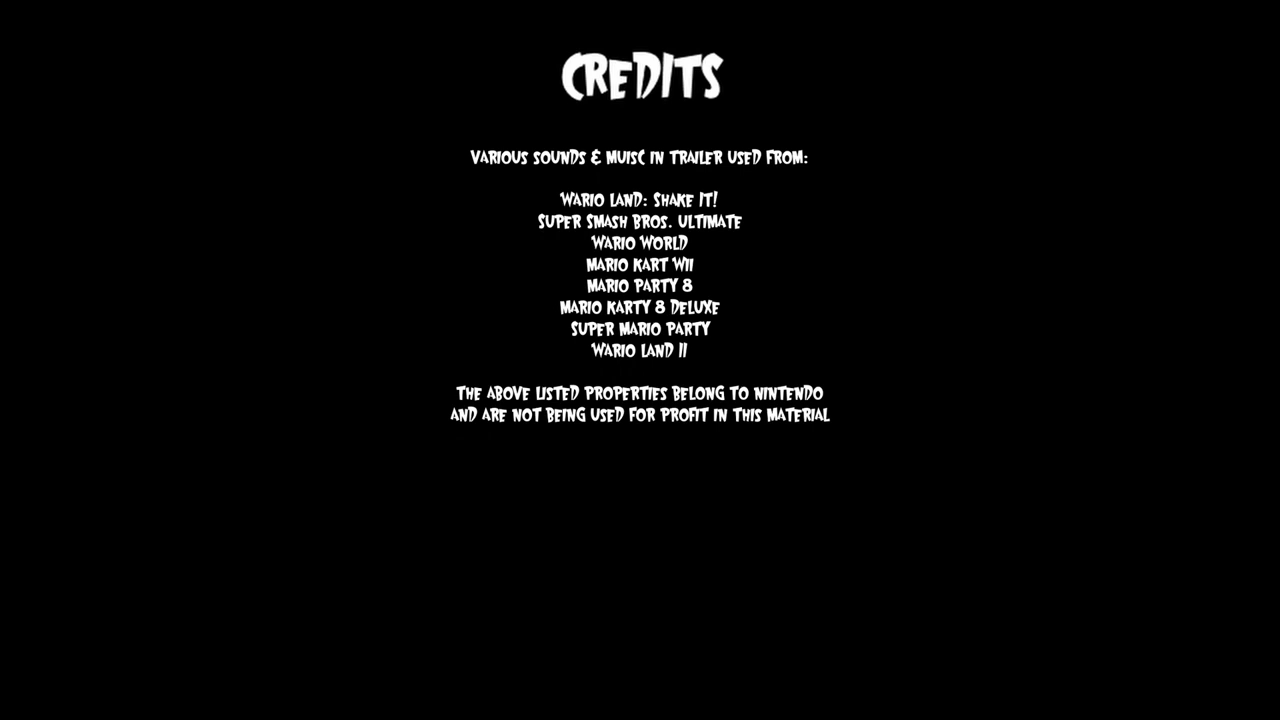 CREDITS
VARIOUS SOUNDS & MUISC IN TRAILER USED FROM:
WARIO LAND: SHAKE IT!
SUPER SMASH BROS. ULTIMATE
WARIO WORLD
MARIO KART WII
MARIO PARTY 8
MARIO KARTY 8 DELUXE
SUPER MARIO PARTY
WARIO LAND II
THE ABOVE LISTED PROPERTIES BELONG TO NINTENDO
AND ARE NOT BEING USED FOR PROFIT IN THIS MATERIAL